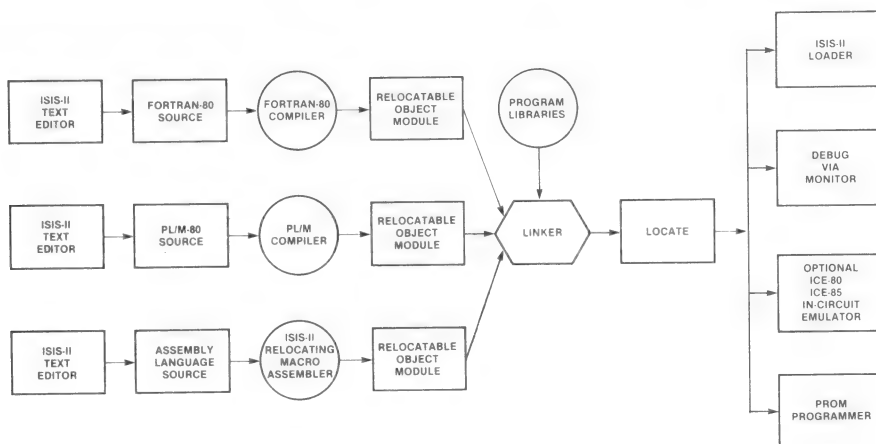 ISIS-II
TEXT
EDITOR
FORTRAN-80
SOURCE
FORTRAN-80
COMPILER
RELOCATABLE
OBJECT
MODULE
PROGRAM
LIBRARIES
ISIS-II
TEXT
EDITOR
PL/M-80
SOURCE
PL/M
COMPILER
RELOCATABLE
OBJECT
MODULE
LINKER
LOCATE
ISIS-II
TEXT
EDITOR
ASSEMBLY
LANGUAGE
SOURCE
ISIS-II
RELOCATING
MACRO
ASSEMBLER
RELOCATABLE
OBJECT
MODULE
ISIS-II
LOADER
DEBUG
VIA
MONITOR
OPTIONAL
ICE-80
ICE-85
IN-CIRCUIT
EMULATOR
PROM
PROGRAMMER